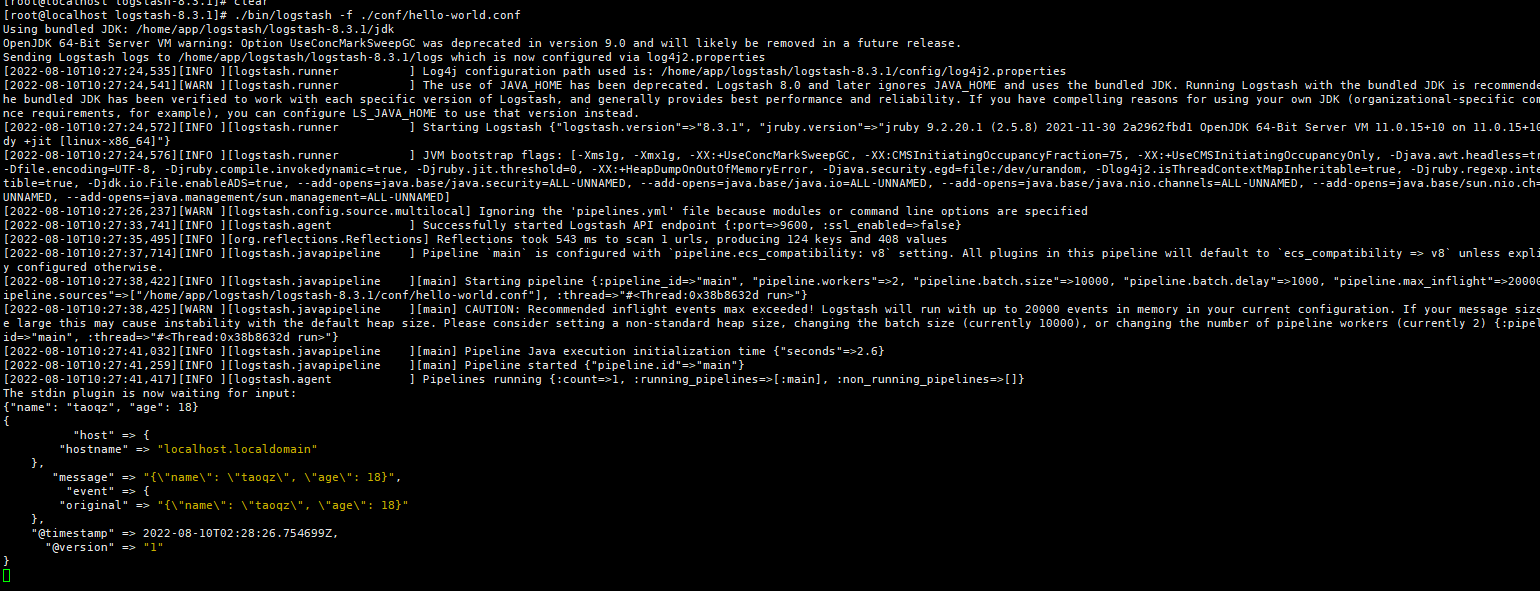 [root@localhost logstash-8.3.1]# clear
[root@localhost logstash-8.3.1]# ./bin/logstash -f ./conf/hello-world.conf
Using bundled JDK: /home/app/logstash/logstash-8.3.1/jdk
OpenJDK 64-Bit Server VM warning: Option UseConcMarkSweepGC was deprecated in version 9.0 and will likely be removed in a future release.
Sending Logstash logs to /home/app/logstash/logstash-8.3.1/logs which is now configured via log4j2.properties
[2022-08-10T10:27:24,535][INFO ][logstash.runner          ] Log4j configuration path used is: /home/app/logstash/logstash-8.3.1/config/log4j2.properties
[2022-08-10T10:27:24,541][WARN ][logstash.runner          ] The use of JAVA_HOME has been deprecated. Logstash 8.0 and later ignores JAVA_HOME and uses the bundled JDK. Running Logstash with the bundled JDK is recommende
he bundled JDK has been verified to work with each specific version of Logstash, and generally provides best performance and reliability. If you have compelling reasons for using your own JDK (organizational-specific co
nce requirements, for example), you can configure LS_JAVA_HOME to use that version instead.
[2022-08-10T10:27:24,572][INFO ][logstash.runner          ] Starting Logstash {"logstash.version"=>"8.3.1", "jruby.version"=>"jruby 9.2.20.1 (2.5.8) 2021-11-30 2a2962fbd1 OpenJDK 64-Bit Server VM 11.0.15+10 on 11.0.15+10
dy +jit [linux-x86_64]"}
[2022-08-10T10:27:24,576][INFO ][logstash.runner          ] JVM bootstrap flags: [-Xms1g, -Xmx1g, -XX:+UseConcMarkSweepGC, -XX:CMSInitiatingOccupancyFraction=75, -XX:+UseCMSInitiatingOccupancyOnly, -Djava.awt.headless=tr
-Dfile.encoding=UTF-8, -Djruby.compile.invokedynamic=true, -Djruby.jit.threshold=0, -XX:+HeapDumpOnOutOfMemoryError, -Djava.security.egd=file:/dev/urandom, -Dlog4j2.isThreadContextMapInheritable=true, -Djruby.regexp.inte
tible=true, -Djdk.io.File.enableADS=true, --add-opens=java.base/java.security=ALL-UNNAMED, --add-opens=java.base/java.io=ALL-UNNAMED, --add-opens=java.base/java.nio.channels=ALL-UNNAMED, --add-opens=java.base/sun.nio.ch=
UNNAMED, --add-opens=java.management/sun.management=ALL-UNNAMED]
[2022-08-10T10:27:26,237][WARN ][logstash.config.source.multilocal] Ignoring the 'pipelines.yml' file because modules or command line options are specified
[2022-08-10T10:27:33,741][INFO ][logstash.agent           ] Successfully started Logstash API endpoint {:port=>9600, :ssl_enabled=>false}
[2022-08-10T10:27:35,495][INFO ][org.reflections.Reflections] Reflections took 543 ms to scan 1 urls, producing 124 keys and 408 values
[2022-08-10T10:27:37,714][INFO ][logstash.javapipeline    ] Pipeline `main` is configured with `pipeline.ecs_compatibility: v8` setting. All plugins in this pipeline will default to `ecs_compatibility => v8` unless expli
y configured otherwise.
[2022-08-10T10:27:38,422][INFO ][logstash.javapipeline    ][main] Starting pipeline {:pipeline_id=>"main", "pipeline.workers"=>2, "pipeline.batch.size"=>10000, "pipeline.batch.delay"=>1000, "pipeline.max_inflight"=>20000
ipeline.sources"=>["/home/app/logstash/logstash-8.3.1/conf/hello-world.conf"], :thread=>"#<Thread:0x38b8632d run>"}
[2022-08-10T10:27:38,425][WARN ][logstash.javapipeline    ][main] CAUTION: Recommended inflight events max exceeded! Logstash will run with up to 20000 events in memory in your current configuration. If your message size
e large this may cause instability with the default heap size. Please consider setting a non-standard heap size, changing the batch size (currently 10000), or changing the number of pipeline workers (currently 2) {:pipel
id=>"main", :thread=>"#<Thread:0x38b8632d run>"}
[2022-08-10T10:27:41,032][INFO ][logstash.javapipeline    ][main] Pipeline Java execution initialization time {"seconds"=>2.6}
[2022-08-10T10:27:41,259][INFO ][logstash.javapipeline    ][main] Pipeline started {"pipeline.id"=>"main"}
[2022-08-10T10:27:41,417][INFO ][logstash.agent           ] Pipelines running {:count=>1, :running_pipelines=>[:main], :non_running_pipelines=>[]}
The stdin plugin is now waiting for input:
{"name": "taoqz", "age": 18}
{
          "host" => {
        "hostname" => "localhost.localdomain"
    },
       "message" => "{\"name\": \"taoqz\", \"age\": 18}",
         "event" => {
        "original" => "{\"name\": \"taoqz\", \"age\": 18}"
    },
    "@timestamp" => 2022-08-10T02:28:26.754699Z,
      "@version" => "1"
}